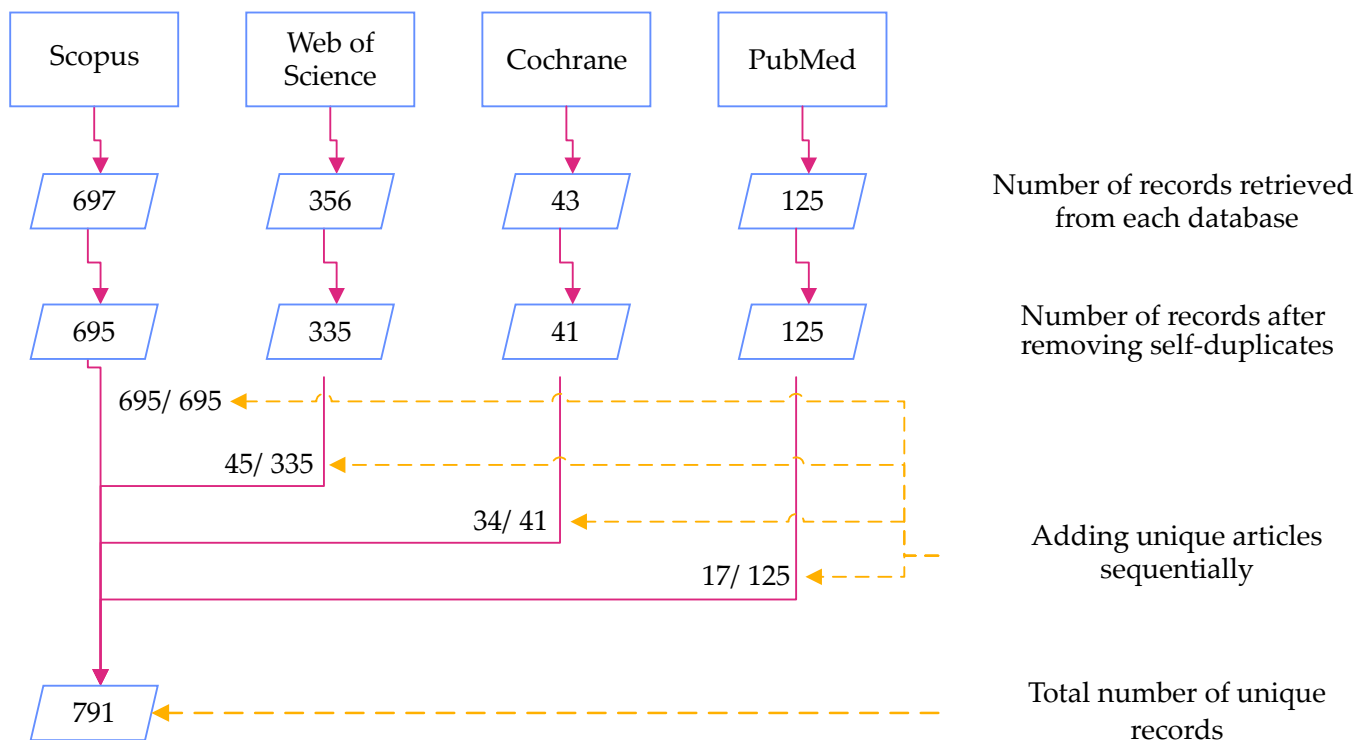 Scopus
Web of
Science
Cochrane
PubMed
697
356
43
125
Number of records retrieved
from each database
695
335
41
125
Number of records after
removing self-duplicates
695/ 695
45/ 335
34/ 41
17/ 125
Adding unique articles
sequentially
791
Total number of unique
records